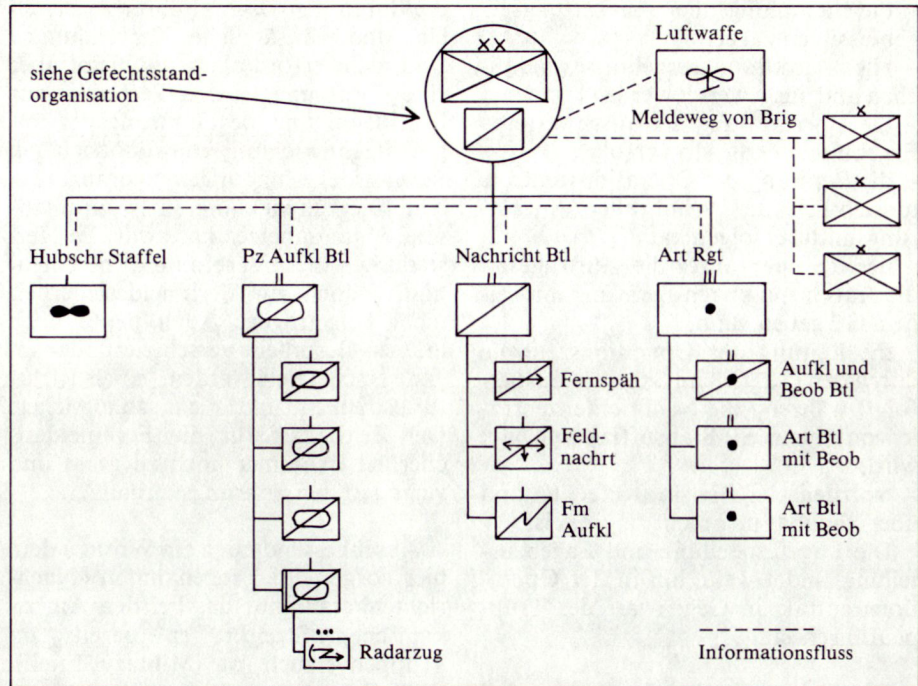 siehe Gefechtsstand-
organisation
Luftwaffe
Meldeweg von Brig
Hubschr Staffel
Pz Aufkl Btl
Nachricht Btl
Art Rgt
Fernspäh
Feld-
nachrt
Fm
Aufkl
Aufkl und
Beob Btl
Art Btl
mit Beob
Art Btl
mit Beob
Radarzug
Informationsfluss